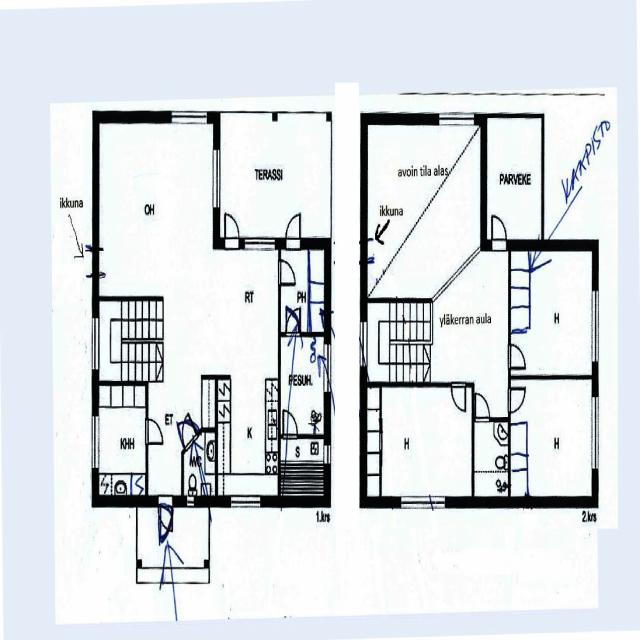 ikkuna
OH
TERASSI
RT
PH
PESUH.
ET
KHH
WC
K
S
1.krs
avoin tila alas
PARVEKE
KAAPISTO
ikkuna
yläkerran aula
H
H
H
2.krs